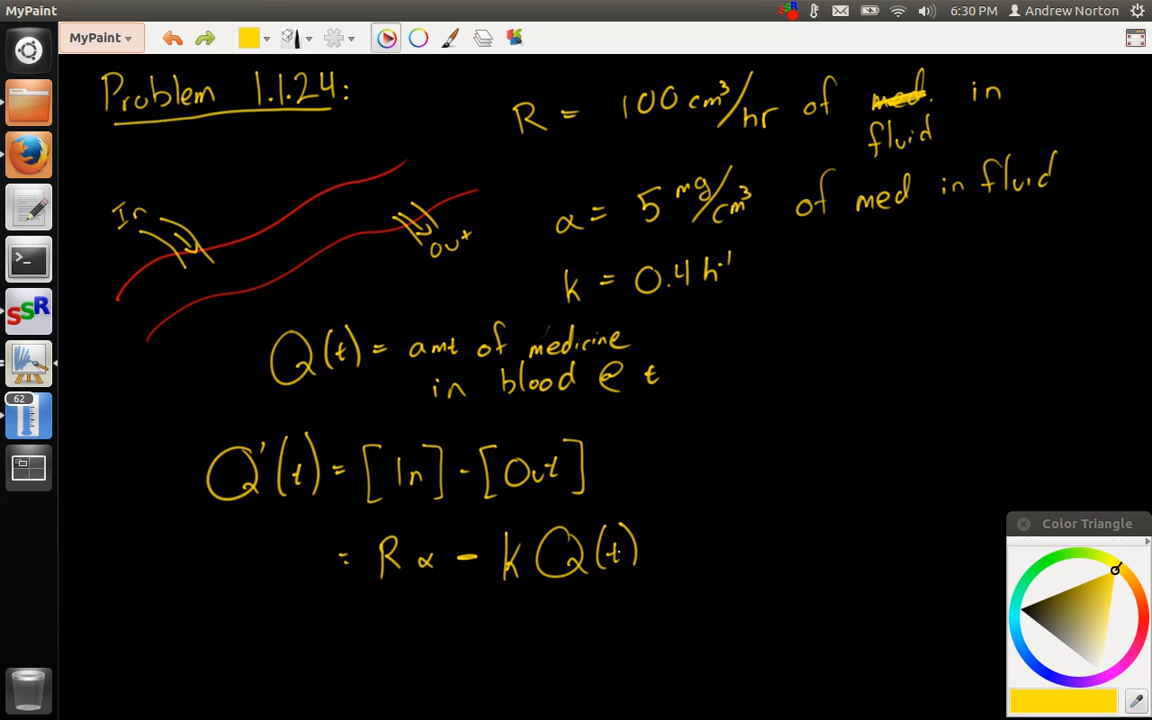 MyPaint
6:30 PM
Andrew Norton
MyPaint
Problem 1.1.24:
R = 100 cm³/hr of med. in
fluid
In
Out
α = 5 mg/cm³ of med in fluid
k = 0.4 h⁻¹
Q(t) = amt of medicine
in blood @ t
Q'(t) = [In] - [Out]
= Rα - kQ(t)
SSR
62
Color Triangle